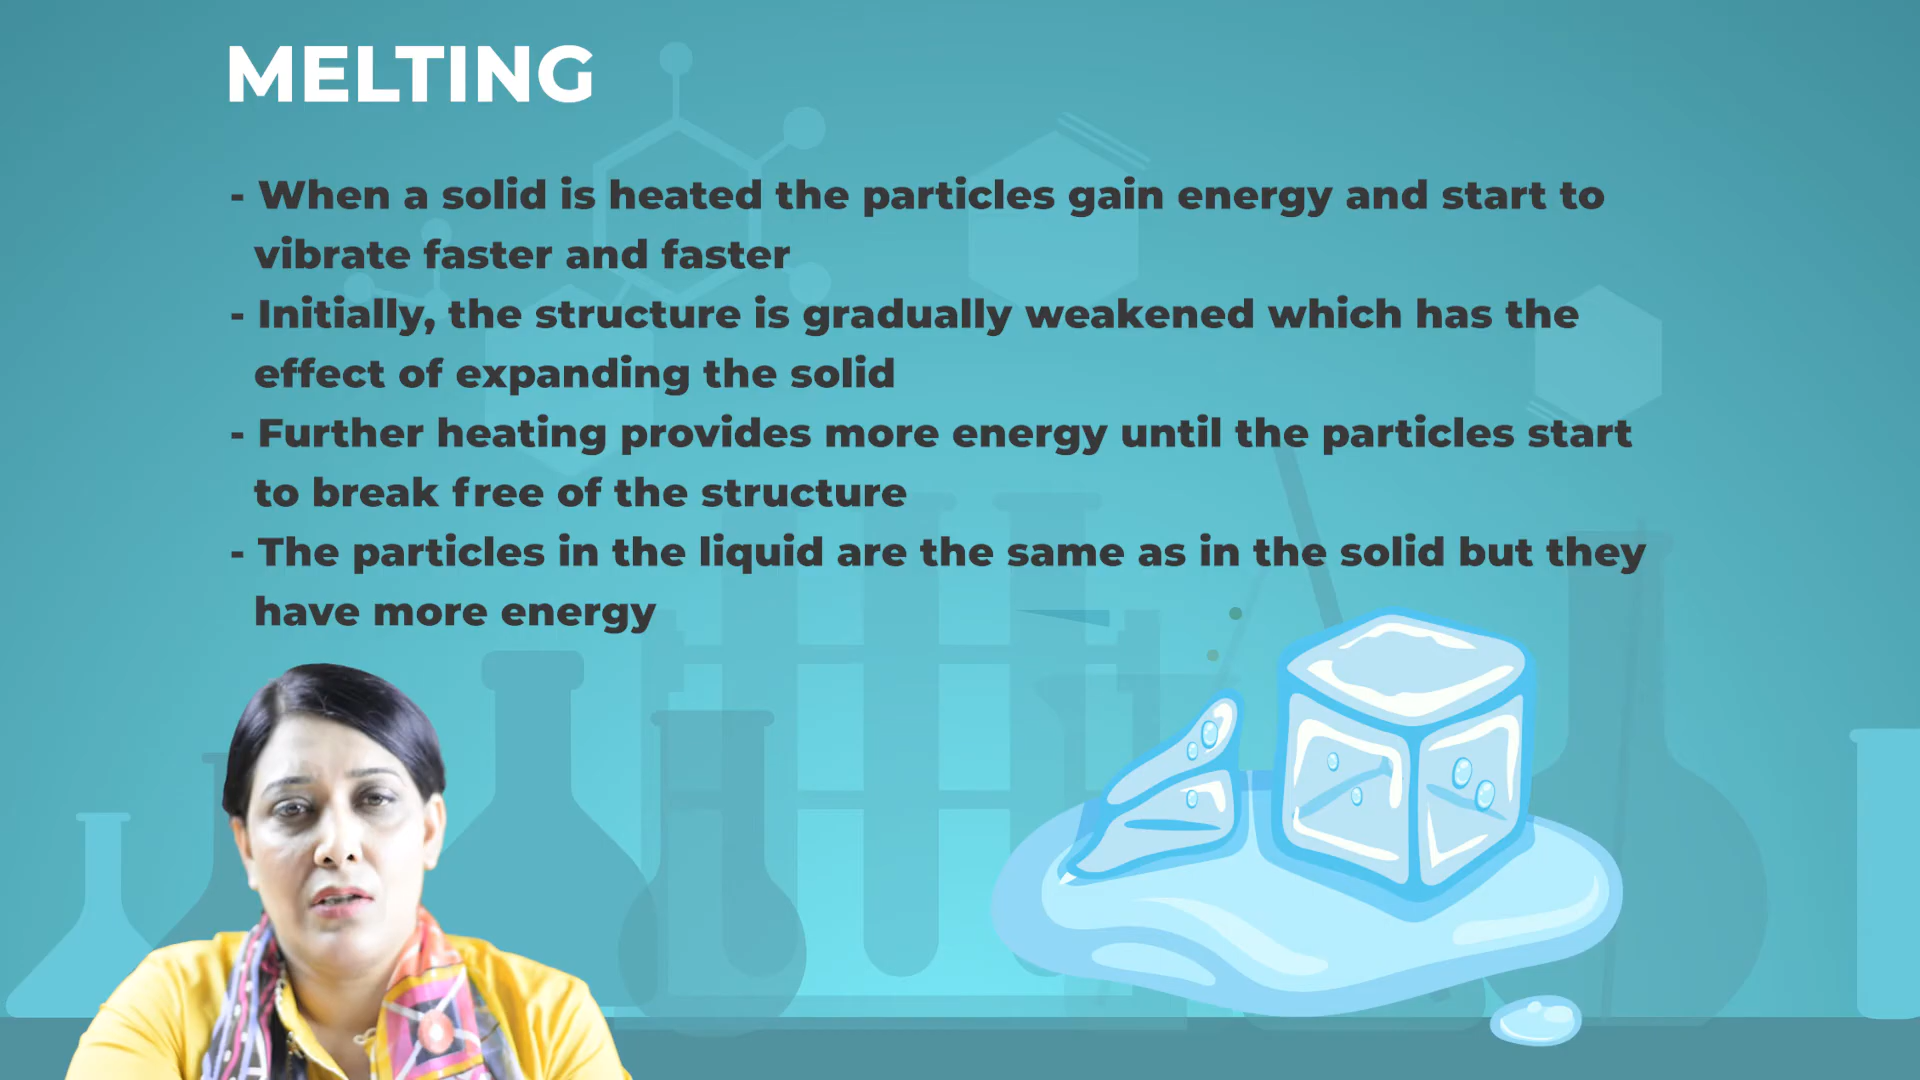 MELTING
- When a solid is heated the particles gain energy and start to
vibrate faster and faster
- Initially, the structure is gradually weakened which has the
effect of expanding the solid
- Further heating provides more energy until the particles start
to break free of the structure
- The particles in the liquid are the same as in the solid but they
have more energy